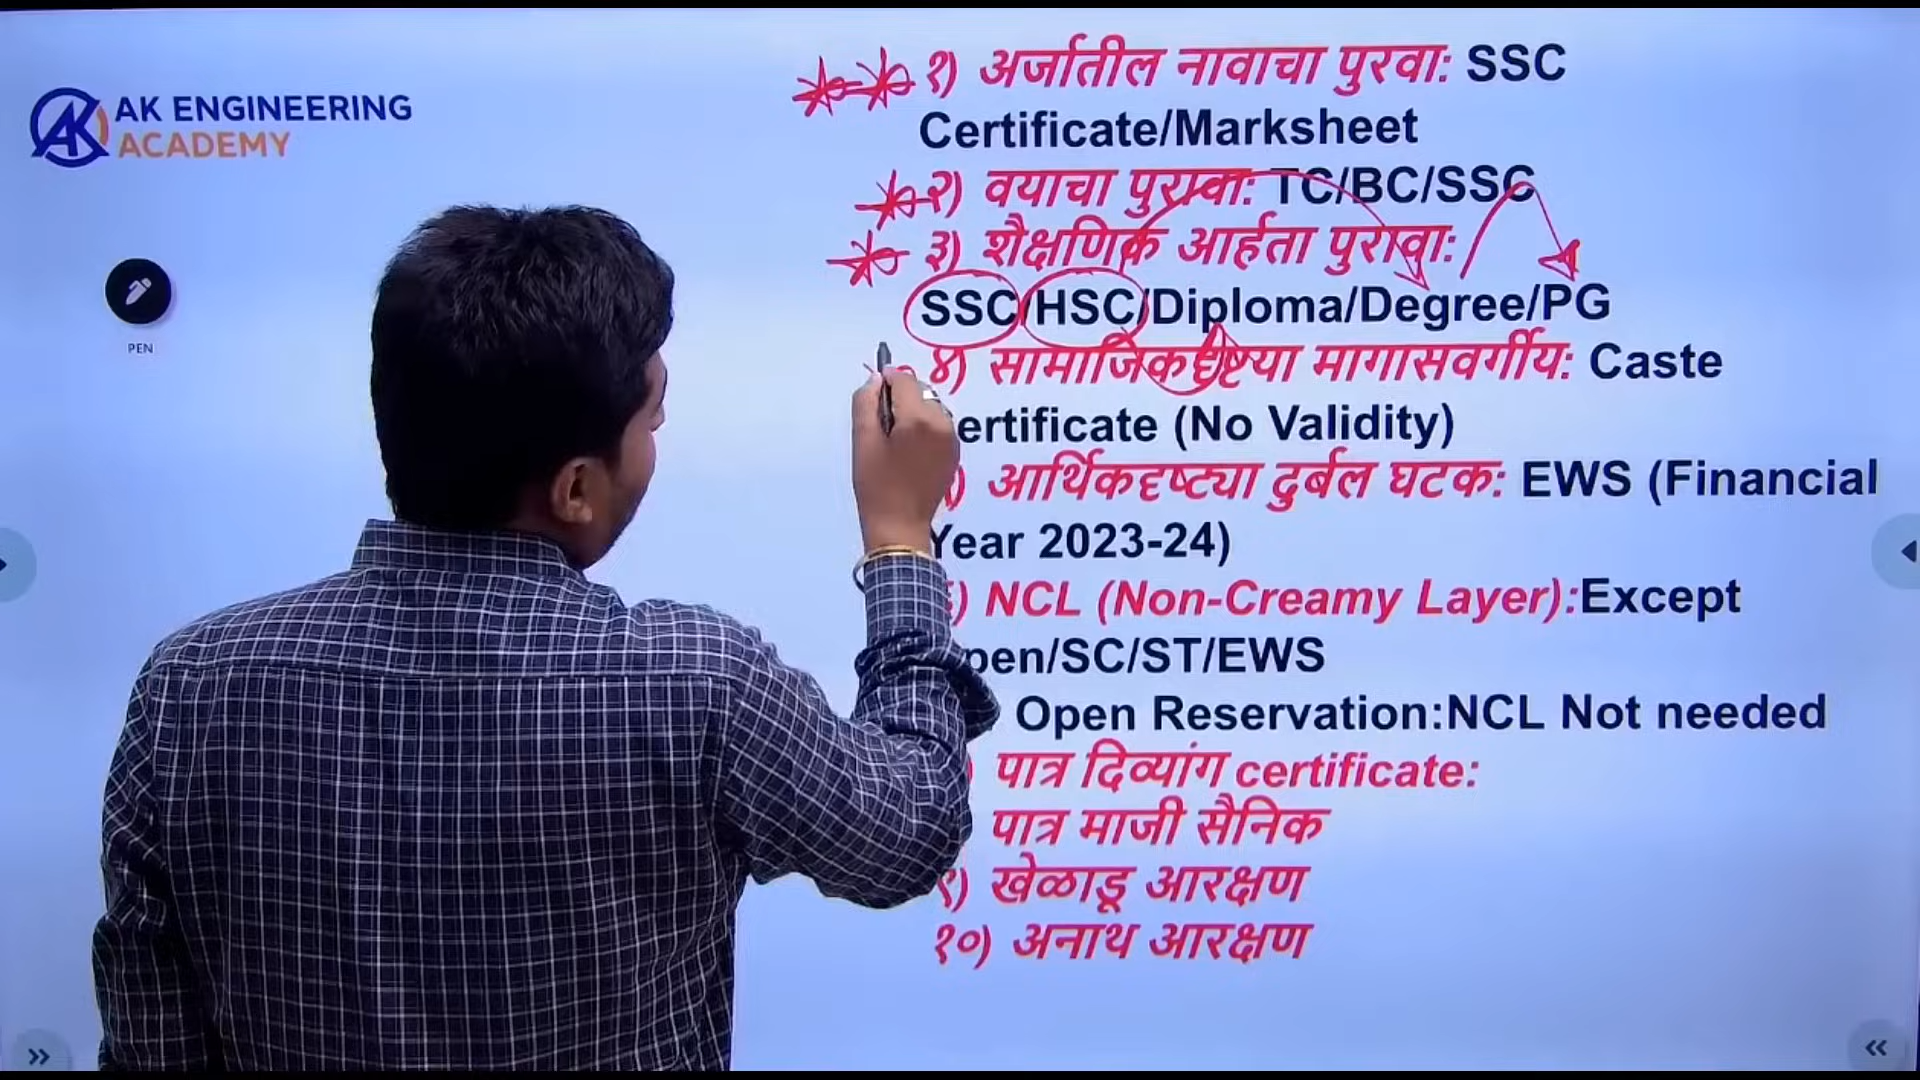 AK ENGINEERING
ACADEMY
PEN
१) अर्जातील नावाचा पुरवा: SSC
Certificate/Marksheet
२) वयाचा पुरावा: TC/BC/SSC
३) शैक्षणिक आर्हता पुरावा:
SSC/HSC/Diploma/Degree/PG
४) सामाजिकदृष्ट्या मागासवर्गीय: Caste
ertificate (No Validity)
) आर्थिकदृष्ट्या दुर्बल घटक: EWS (Financial
Year 2023-24)
६) NCL (Non-Creamy Layer):Except
pen/SC/ST/EWS
Open Reservation:NCL Not needed
) पात्र दिव्यांग certificate:
पात्र माजी सैनिक
९) खेळाडू आरक्षण
१०) अनाथ आरक्षण